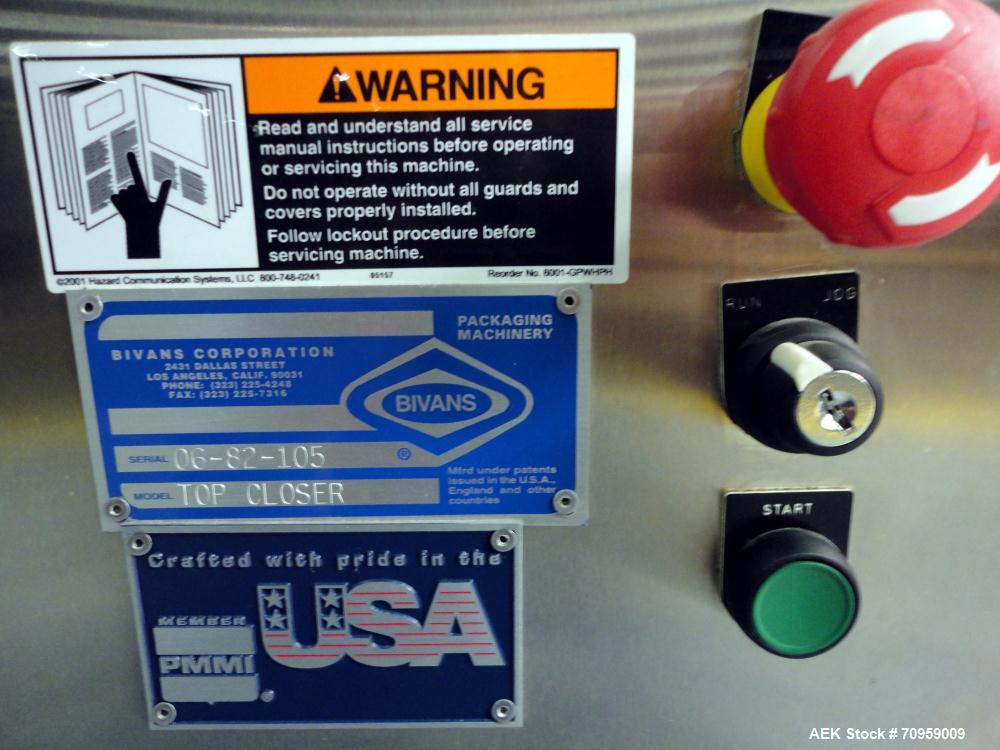 WARNING
Read and understand all service
manual instructions before operating
or servicing this machine.
Do not operate without all guards and
covers properly installed.
Follow lockout procedure before
servicing machine.
©2001 Hazard Communication Systems, LLC 800-748-0241 05157 Reorder No. 6001-GPWHPH
PACKAGING
MACHINERY
BIVANS CORPORATION
2431 DALLAS STREET
LOS ANGELES, CALIF. 90031
PHONE: (323) 225-4248
FAX: (323) 225-7316
BIVANS
®
SERIAL 06-82-105
MODEL TOP CLOSER
Mfrd under patents
issued in the U.S.A.,
England and other
countries
Crafted with pride in the
USA
MEMBER
PMMI
RUN JOG
START
AEK Stock # 70959009